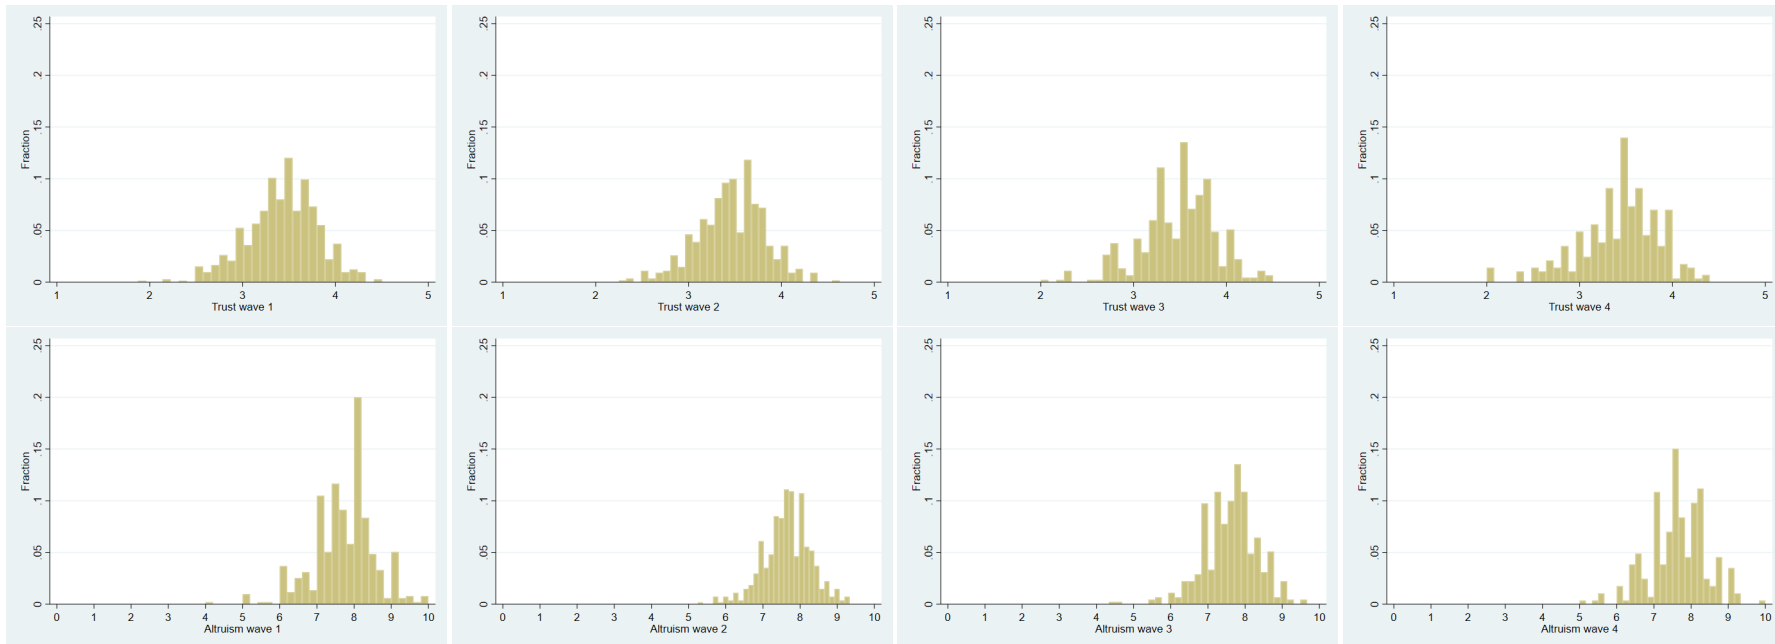 Fraction
0 .05 .1 .15 .2 .25
1 2 3 4 5
Trust wave 1
Fraction
0 .05 .1 .15 .2 .25
1 2 3 4 5
Trust wave 2
Fraction
0 .05 .1 .15 .2 .25
1 2 3 4 5
Trust wave 3
Fraction
0 .05 .1 .15 .2 .25
1 2 3 4 5
Trust wave 4
Fraction
0 .05 .1 .15 .2 .25
0 1 2 3 4 5 6 7 8 9 10
Altruism wave 1
Fraction
0 .05 .1 .15 .2 .25
0 1 2 3 4 5 6 7 8 9 10
Altruism wave 2
Fraction
0 .05 .1 .15 .2 .25
0 1 2 3 4 5 6 7 8 9 10
Altruism wave 3
Fraction
0 .05 .1 .15 .2 .25
0 1 2 3 4 5 6 7 8 9 10
Altruism wave 4